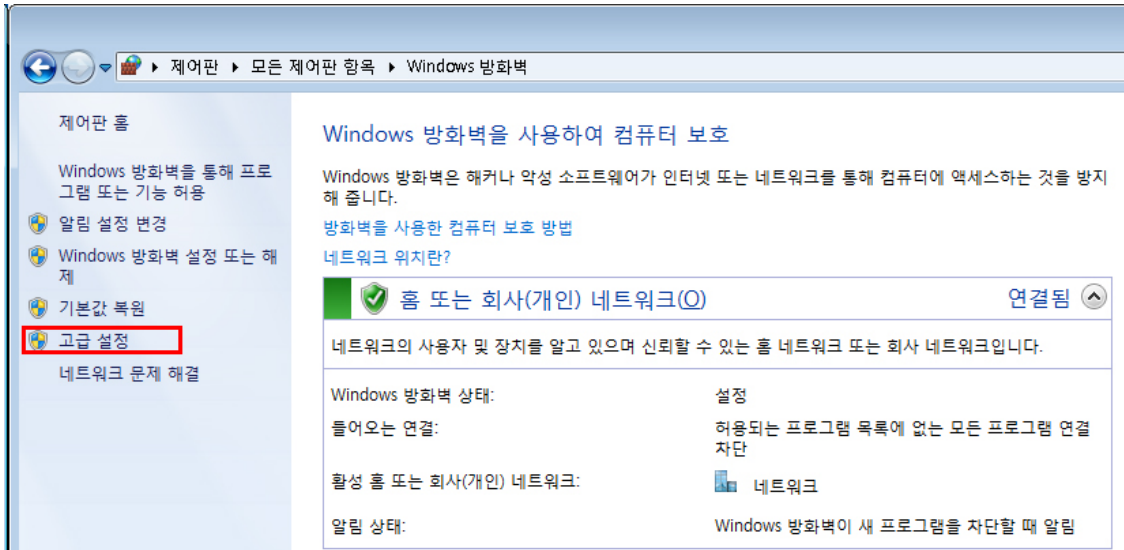 제어판 ▸ 모든 제어판 항목 ▸ Windows 방화벽
제어판 홈
Windows 방화벽을 통해 프로
그램 또는 기능 허용
알림 설정 변경
Windows 방화벽 설정 또는 해
제
기본값 복원
고급 설정
네트워크 문제 해결
Windows 방화벽을 사용하여 컴퓨터 보호
Windows 방화벽은 해커나 악성 소프트웨어가 인터넷 또는 네트워크를 통해 컴퓨터에 액세스하는 것을 방지
해 줍니다.
방화벽을 사용한 컴퓨터 보호 방법
네트워크 위치란?
홈 또는 회사(개인) 네트워크(O) 연결됨
네트워크의 사용자 및 장치를 알고 있으며 신뢰할 수 있는 홈 네트워크 또는 회사 네트워크입니다.
Windows 방화벽 상태: 설정
들어오는 연결: 허용되는 프로그램 목록에 없는 모든 프로그램 연결
차단
활성 홈 또는 회사(개인) 네트워크: 네트워크
알림 상태: Windows 방화벽이 새 프로그램을 차단할 때 알림